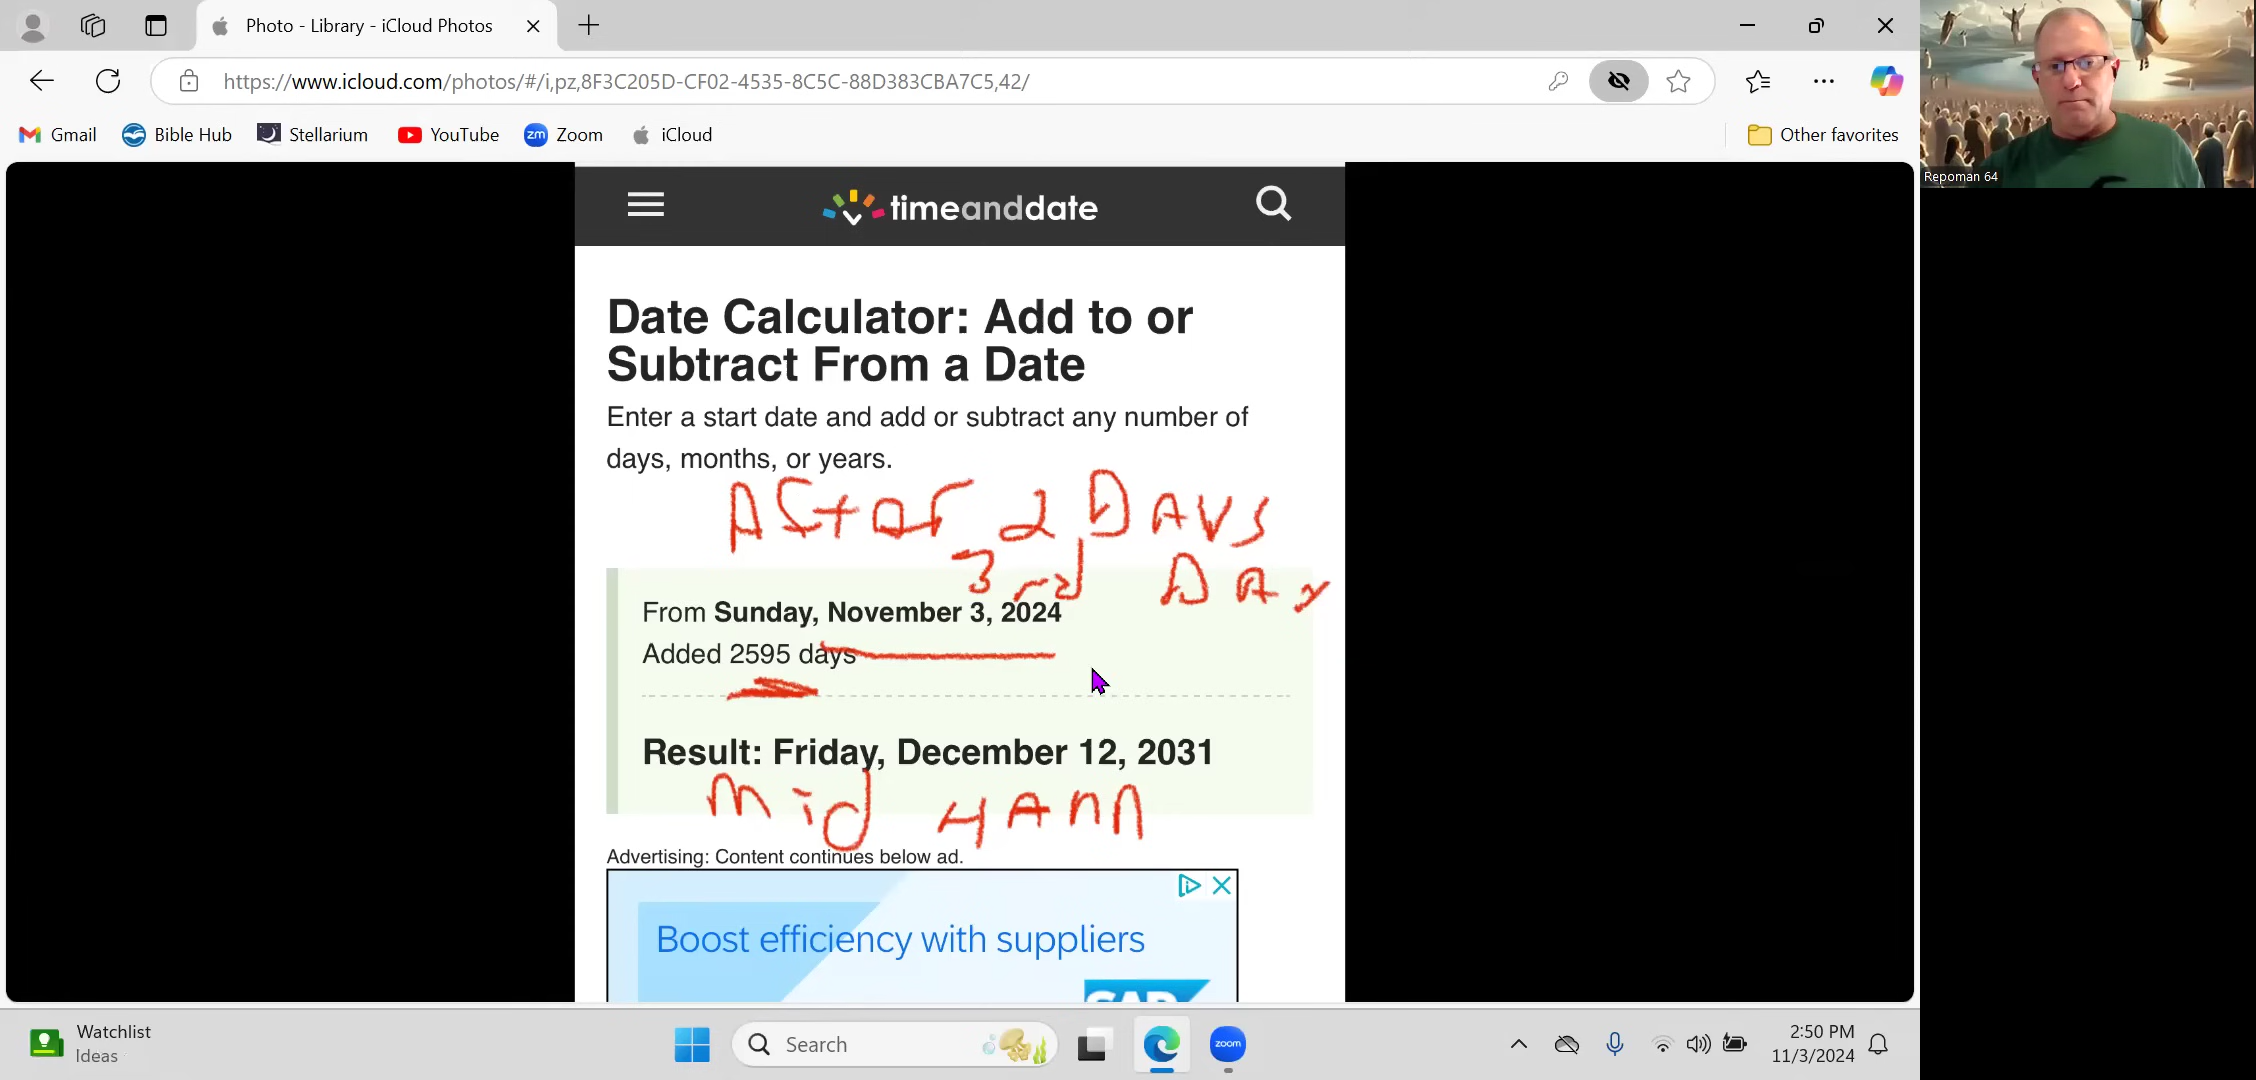 Photo - Library - iCloud Photos
https://www.icloud.com/photos/#/i,pz,8F3C205D-CF02-4535-8C5C-88D383CBA7C5,42/
Gmail Bible Hub Stellarium YouTube Zoom iCloud Other favorites
Repoman 64
timeanddate
Date Calculator: Add to or
Subtract From a Date
Enter a start date and add or subtract any number of
days, months, or years.
AfTer 2 DAYS
3rd DAY
From Sunday, November 3, 2024
Added 2595 days
Result: Friday, December 12, 2031
Mid HANN
Advertising: Content continues below ad.
Boost efficiency with suppliers
SAP
Watchlist
Ideas
Search
zoom
2:50 PM
11/3/2024